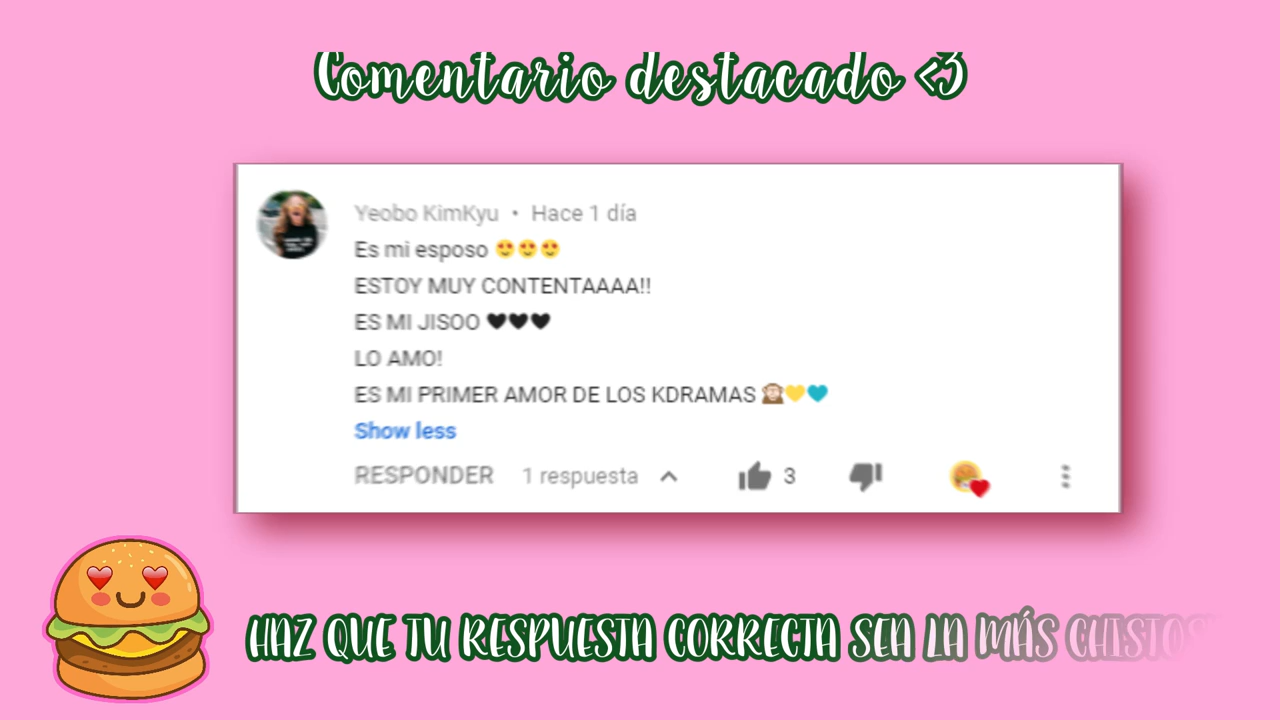 Comentario destacado <3
Yeobo KimKyu • Hace 1 día
Es mi esposo 😍😍😍
ESTOY MUY CONTENTAAAA!!
ES MI JISOO 🖤🖤🖤
LO AMO!
ES MI PRIMER AMOR DE LOS KDRAMAS 🙈💛💙
Show less
RESPONDER 1 respuesta 3
HAZ QUE TU RESPUESTA CORRECTA SEA LA MÁS CHISTOS